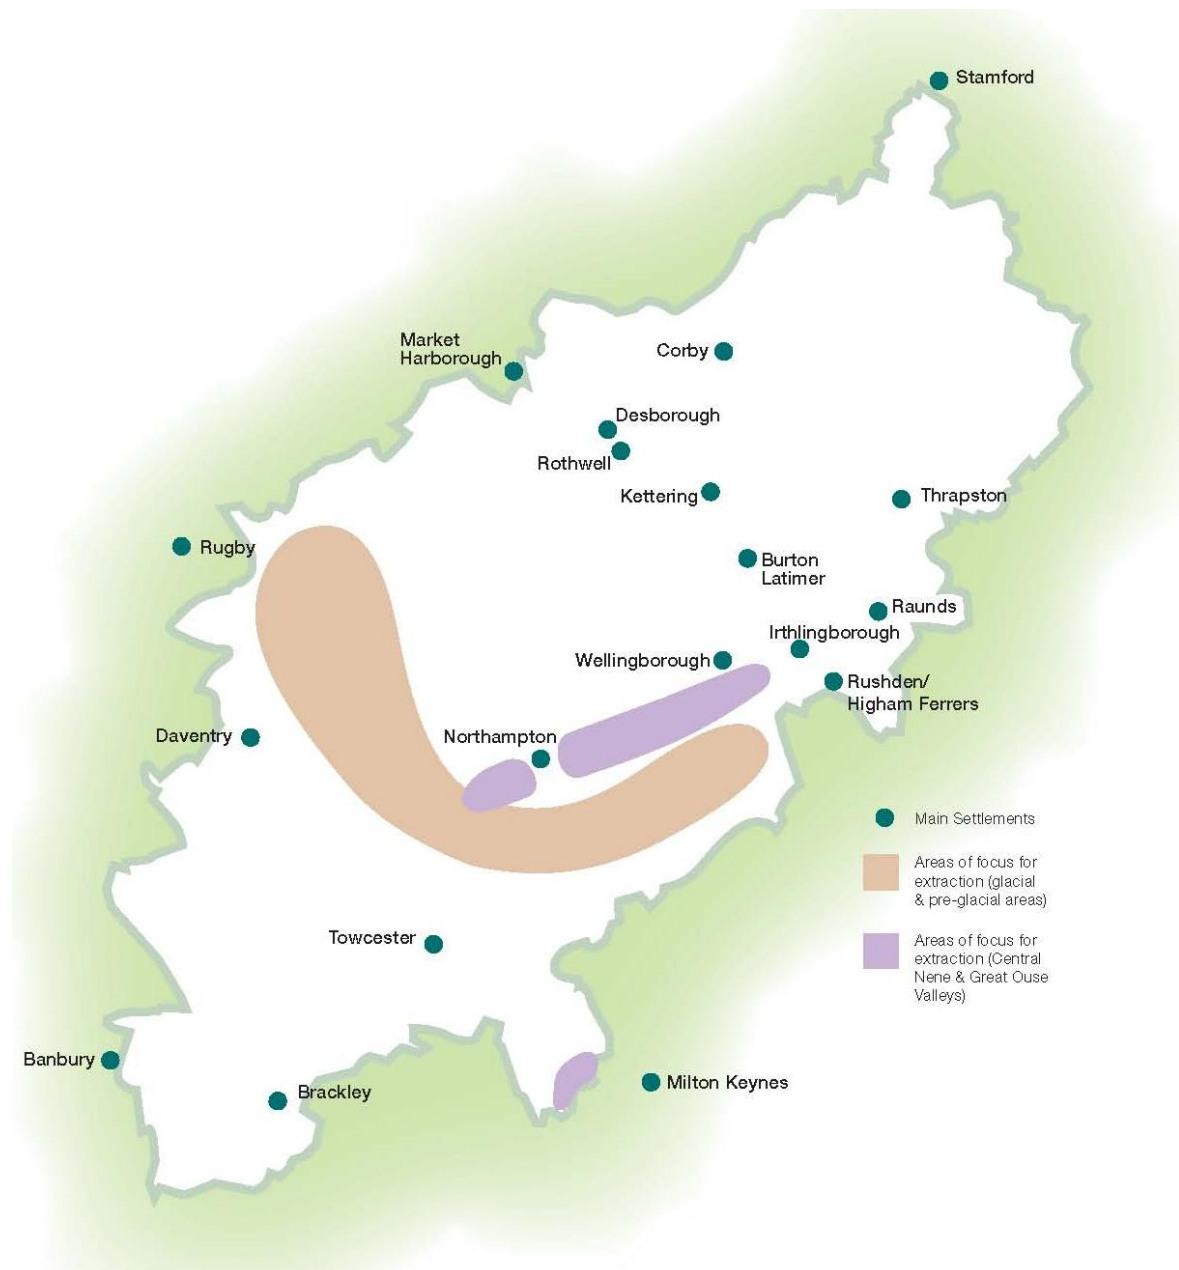 Stamford
Market
Harborough
Corby
Desborough
Rothwell
Kettering
Thrapston
Rugby
Burton
Latimer
Raunds
Irthlingborough
Wellingborough
Rushden/
Higham Ferrers
Daventry
Northampton
Main Settlements
Areas of focus for
extraction (glacial
& pre-glacial areas)
Towcester
Areas of focus for
extraction (Central
Nene & Great Ouse
Valleys)
Banbury
Milton Keynes
Brackley